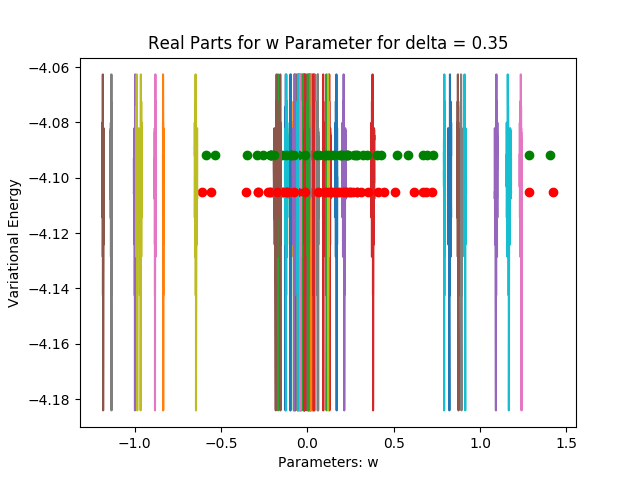 Real Parts for w Parameter for delta = 0.35
Variational Energy
−4.06
−4.08
−4.10
−4.12
−4.14
−4.16
−4.18
−1.0 −0.5 0.0 0.5 1.0 1.5
Parameters: w